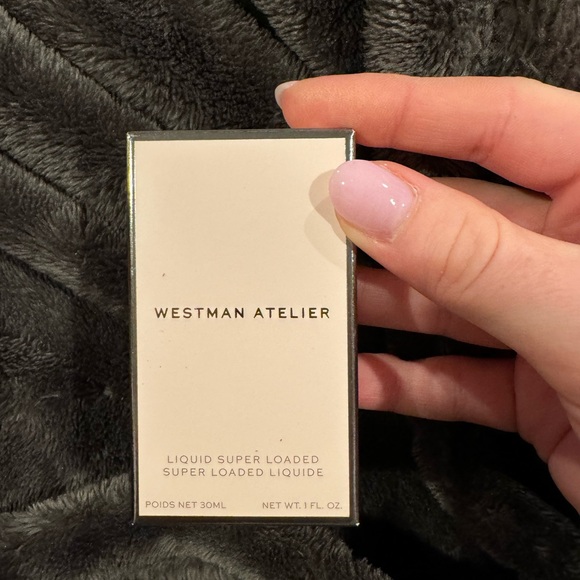 WESTMAN ATELIER
LIQUID SUPER LOADED
SUPER LOADED LIQUIDE
POIDS NET 30ML NET WT. 1 FL. OZ.